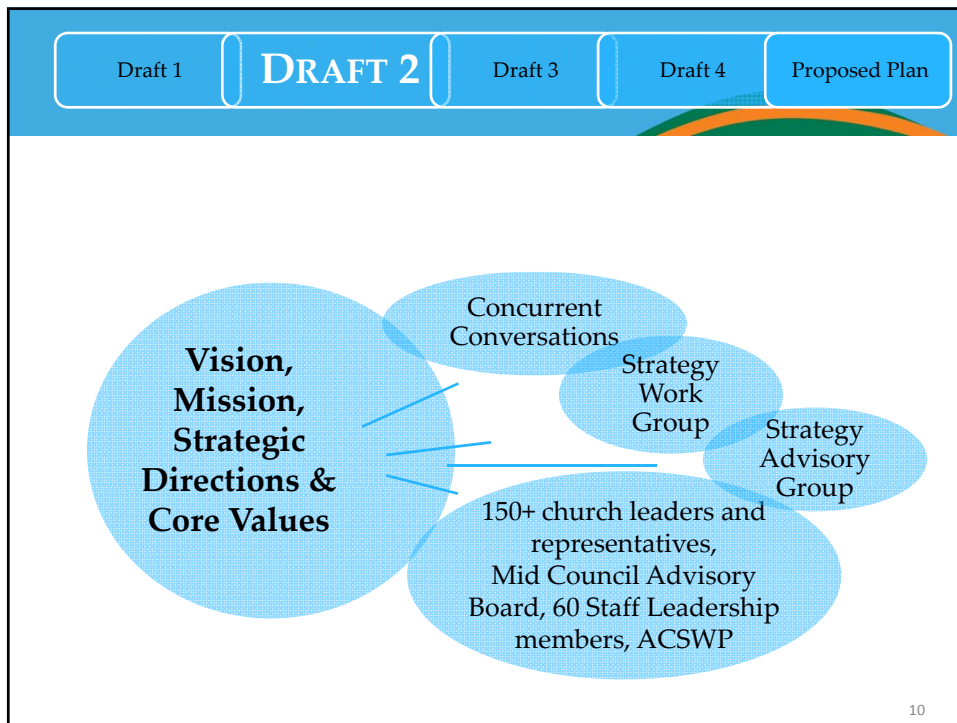 Draft 1
DRAFT 2
Draft 3
Draft 4
Proposed Plan
Vision,
Mission,
Strategic
Directions &
Core Values
Concurrent
Conversations
Strategy
Work
Group
Strategy
Advisory
Group
150+ church leaders and
representatives,
Mid Council Advisory
Board, 60 Staff Leadership
members, ACSWP
10